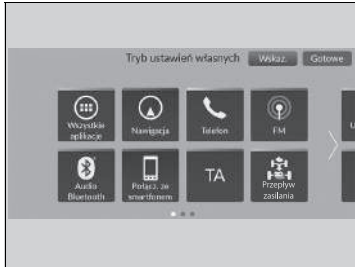 Tryb ustawień własnych
Wskaz.
Gotowe
Wszystkie
aplikacje
Nawigacja
Telefon
FM
Audio
Bluetooth
Połącz. ze
smartfonem
TA
Przepływ
zasilania